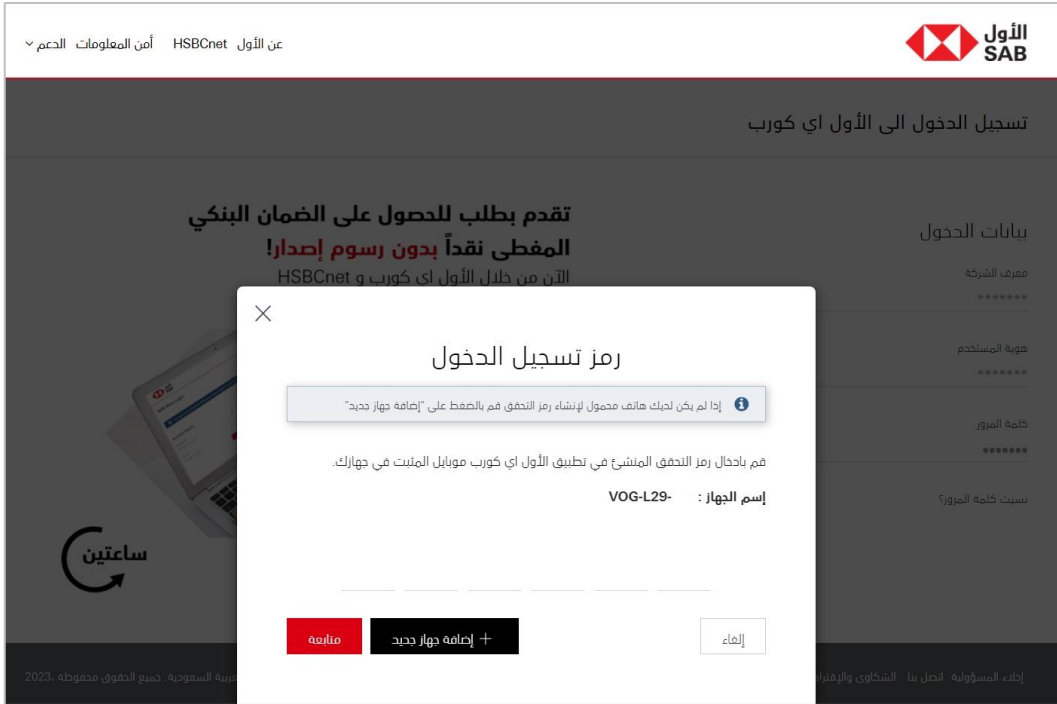 الأول
SAB
عن الأول HSBCnet أمن المعلومات الدعم
تسجيل الدخول الى الأول اي كورب
تقدم بطلب للحصول على الضمان البنكي
المغطى نقداً بدون رسوم إصدار!
الآن من خلال الأول اي كورب و HSBCnet
ساعتين
بيانات الدخول
معرف الشركة
هوية المستخدم
كلمة المرور
نسيت كلمة المرور؟
رمز تسجيل الدخول
إذا لم يكن لديك هاتف محمول لإنشاء رمز التحقق قم بالضغط على "إضافة جهاز جديد"
قم بادخال رمز التحقق المنشئ في تطبيق الأول اي كورب موبايل المثبت في جهازك.
إسم الجهاز : VOG-L29-
إلغاء
+ إضافة جهاز جديد
متابعة
إخلاء المسؤولية اتصل بنا الشكاوى السعودية. جميع الحقوق محفوظة ،2023